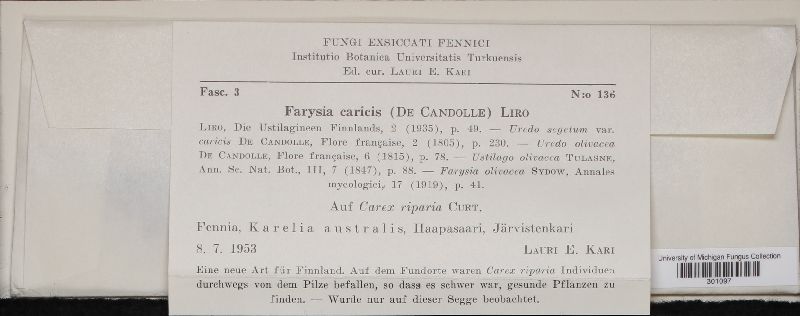 FUNGI EXSICCATI FENNICI
Institutio Botanica Universitatis Turkuensis
Ed. cur. LAURI E. KARI
Fasc. 3 N:o 136
Farysia caricis (DE CANDOLLE) LIRO
LIRO, Die Ustilagineen Finnlands, 2 (1935), p. 49. — Uredo segetum var.
caricis DE CANDOLLE, Flore française, 2 (1805), p. 230. — Uredo olivacea
DE CANDOLLE, Flore française, 6 (1815), p. 78. — Ustilago olivacea TULASNE,
Ann. Sc. Nat. Bot., III, 7 (1847), p. 88. — Farysia olivacea SYDOW, Annales
mycologici, 17 (1919), p. 41.
Auf Carex riparia CURT.
Fennia, Karelia australis, Haapasaari, Järvistenkari
8. 7. 1953 LAURI E. KARI
Eine neue Art für Finnland. Auf dem Fundorte waren Carex riparia Individuen
durchwegs von dem Pilze befallen, so dass es schwer war, gesunde Pflanzen zu
finden. — Wurde nur auf dieser Segge beobachtet.
University of Michigan Fungus Collection
301097